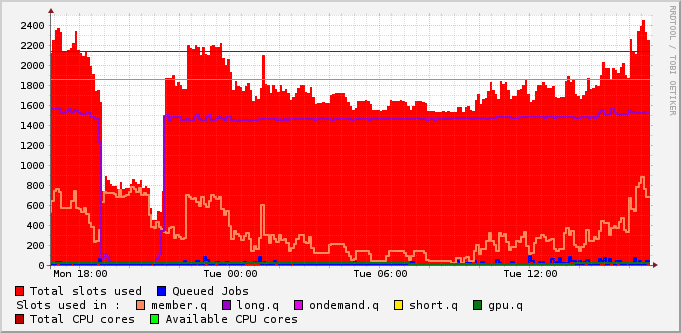 RRDTOOL / TOBI OETIKER
2400
2200
2000
1800
1600
1400
1200
1000
800
600
400
200
0
Mon 18:00 Tue 00:00 Tue 06:00 Tue 12:00
Total slots used Queued Jobs
Slots used in : member.q long.q ondemand.q short.q gpu.q
Total CPU cores Available CPU cores